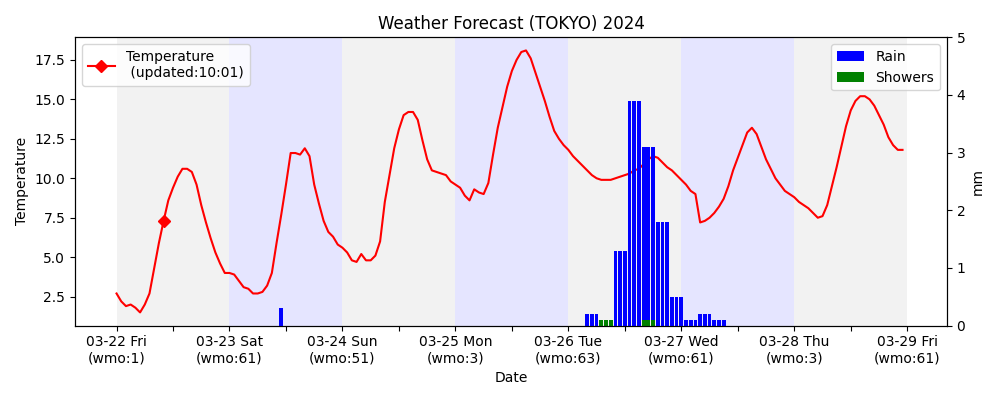 Weather Forecast (TOKYO) 2024
Temperature
(updated:10:01)
Rain
Showers
Temperature
17.5
15.0
12.5
10.0
7.5
5.0
2.5
5
4
3
2
1
0
mm
03-22 Fri
(wmo:1)
03-23 Sat
(wmo:61)
03-24 Sun
(wmo:51)
03-25 Mon
(wmo:3)
03-26 Tue
(wmo:63)
03-27 Wed
(wmo:61)
03-28 Thu
(wmo:3)
03-29 Fri
(wmo:61)
Date